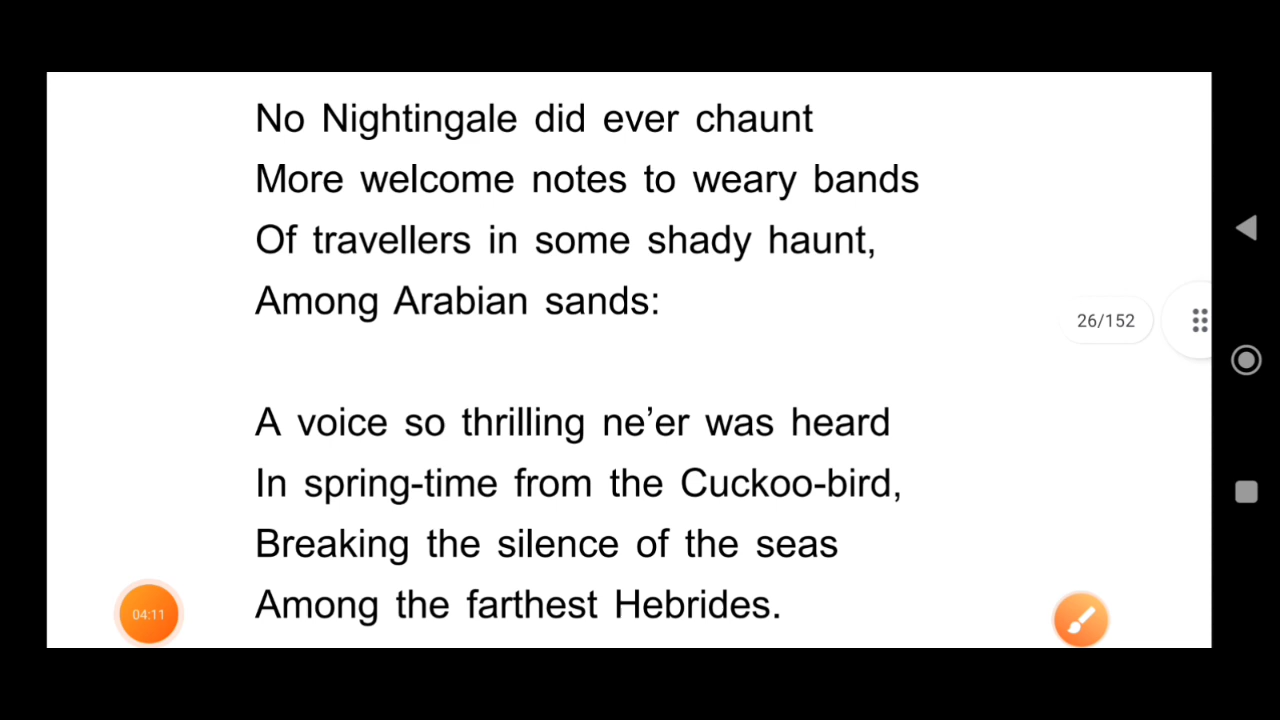 No Nightingale did ever chaunt
More welcome notes to weary bands
Of travellers in some shady haunt,
Among Arabian sands:
26/152
A voice so thrilling ne’er was heard
In spring-time from the Cuckoo-bird,
Breaking the silence of the seas
Among the farthest Hebrides.
04:11